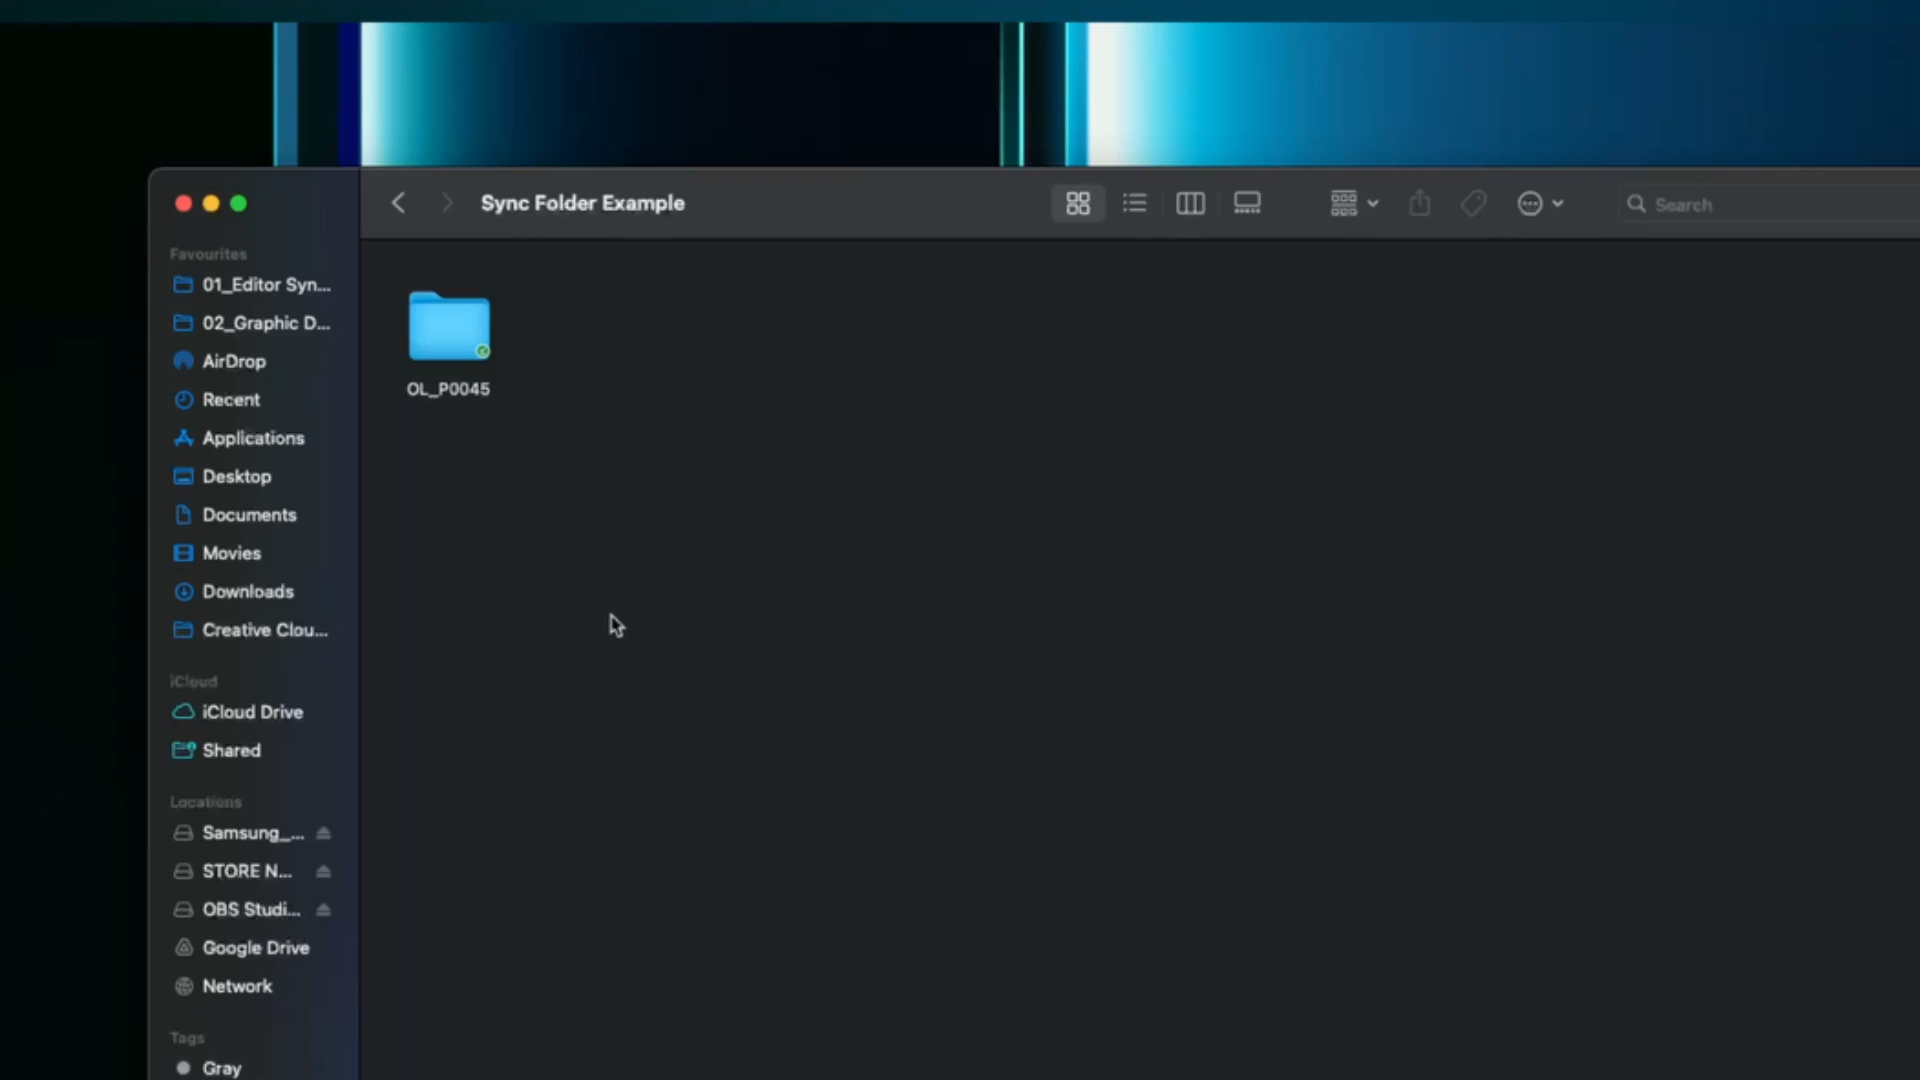 Sync Folder Example
Search
Favourites
01_Editor Syn...
02_Graphic D...
AirDrop
Recent
Applications
Desktop
Documents
Movies
Downloads
Creative Clou...
iCloud
iCloud Drive
Shared
Locations
Samsung_...
STORE N...
OBS Studi...
Google Drive
Network
Tags
Gray
OL_P0045